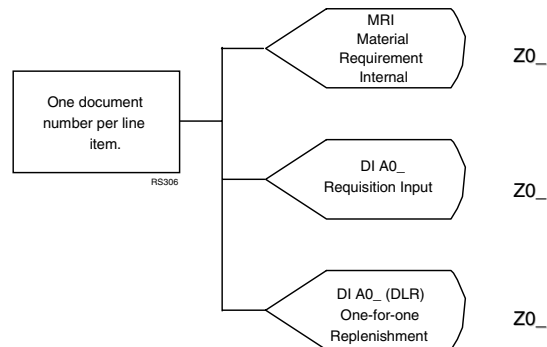 One document
number per line
item.
RS306
MRI
Material
Requirement
Internal
Z0_
DI A0_
Requisition Input
Z0_
DI A0_ (DLR)
One-for-one
Replenishment
Z0_